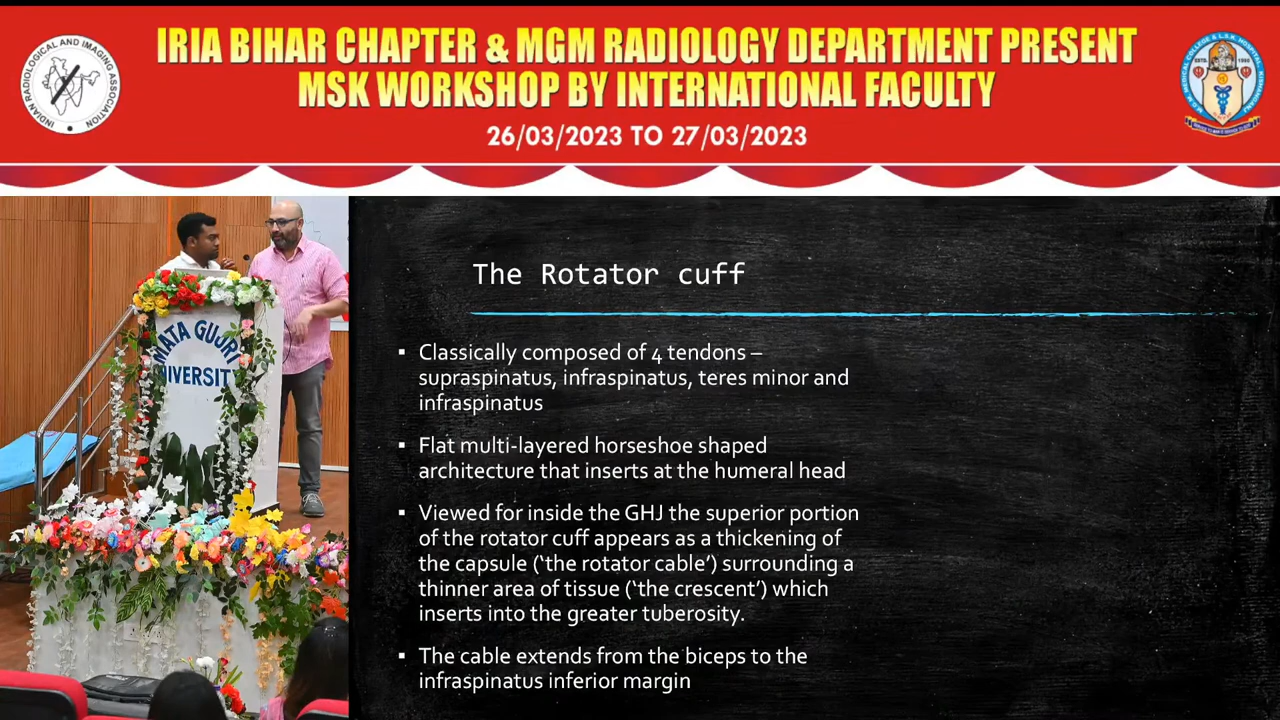 IRIA BIHAR CHAPTER & MGM RADIOLOGY DEPARTMENT PRESENT
MSK WORKSHOP BY INTERNATIONAL FACULTY
26/03/2023 TO 27/03/2023
INDIAN RADIOLOGICAL AND IMAGING ASSOCIATION
MATA GUJRI
UNIVERSITY
The Rotator cuff
▪ Classically composed of 4 tendons –
supraspinatus, infraspinatus, teres minor and
infraspinatus
▪ Flat multi-layered horseshoe shaped
architecture that inserts at the humeral head
▪ Viewed for inside the GHJ the superior portion
of the rotator cuff appears as a thickening of
the capsule (‘the rotator cable’) surrounding a
thinner area of tissue (‘the crescent’) which
inserts into the greater tuberosity.
▪ The cable extends from the biceps to the
infraspinatus inferior margin